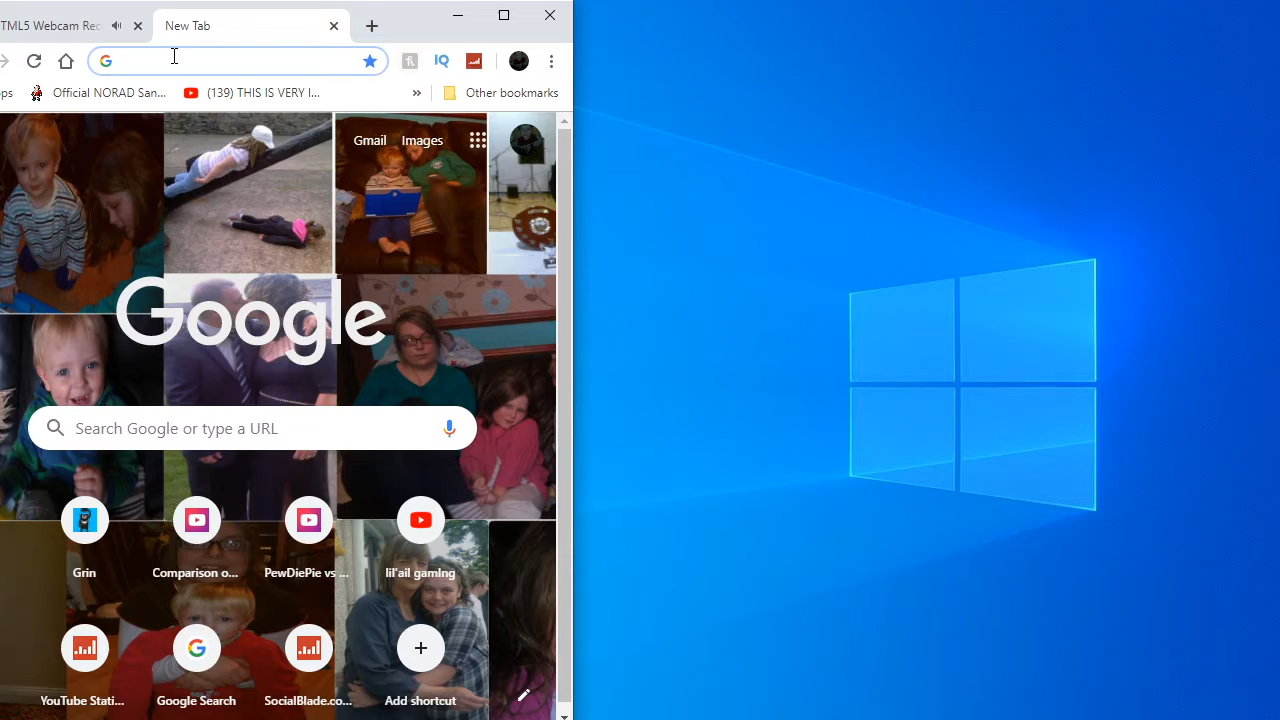 TML5 Webcam Rec
New Tab
ps
Official NORAD San...
(139) THIS IS VERY I...
»
Other bookmarks
IQ
Gmail
Images
Google
Search Google or type a URL
Grin
Comparison o...
PewDiePie vs ...
lil'ail gamIng
YouTube Stati...
Google Search
SocialBlade.co...
Add shortcut